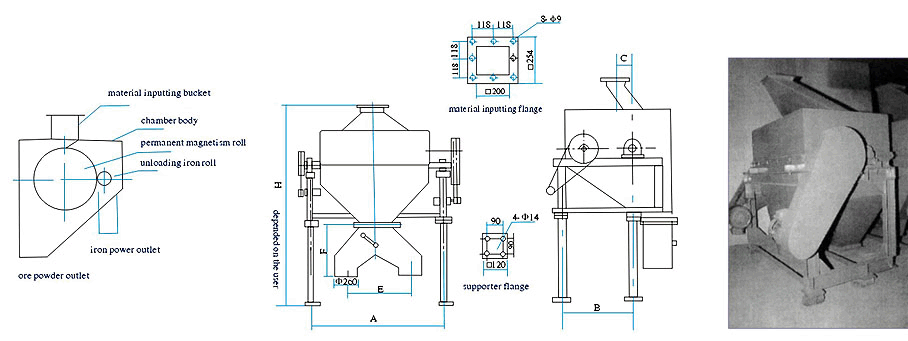 material inputting bucket
chamber body
permanent magnetism roll
unloading iron roll
iron power outlet
ore powder outlet
H
depended on the user
F
Φ2c0
E
A
118 118
8-Φ9
118
118
□254
□200
material inputting flange
90
4-Φ14
90
□120
supporter flange
C
B